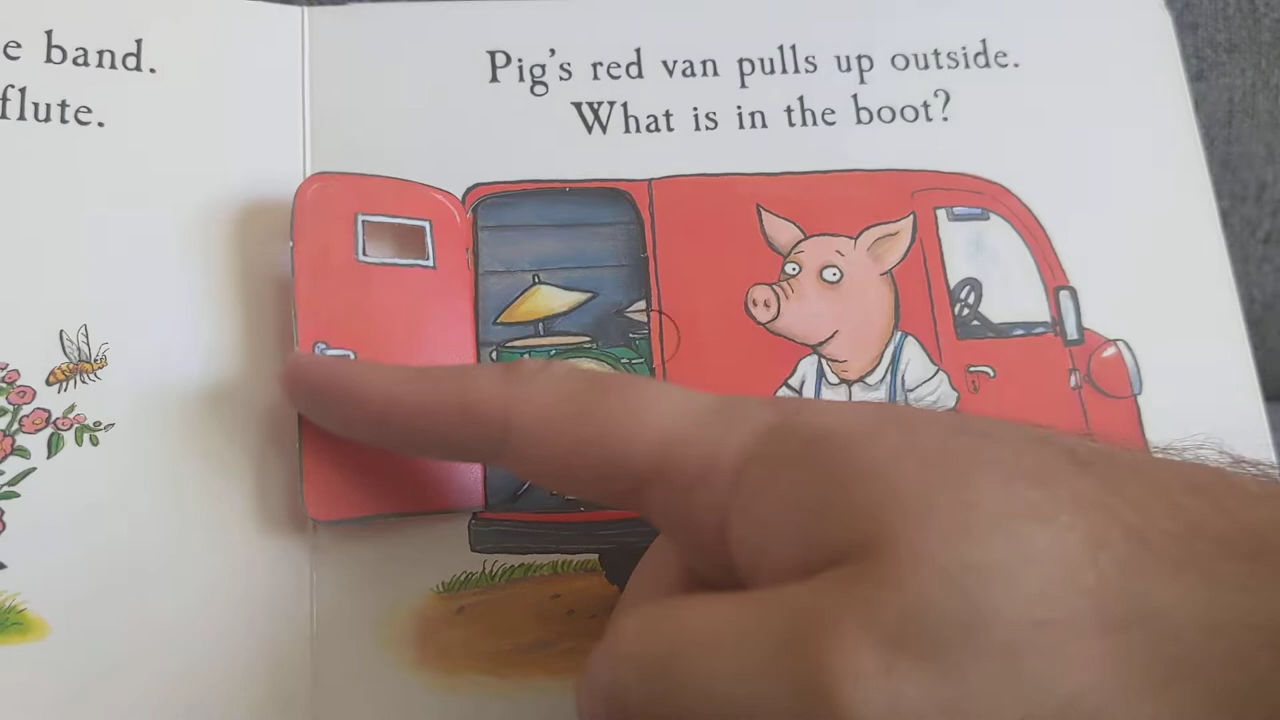 e band.
flute.
Pig's red van pulls up outside.
What is in the boot?